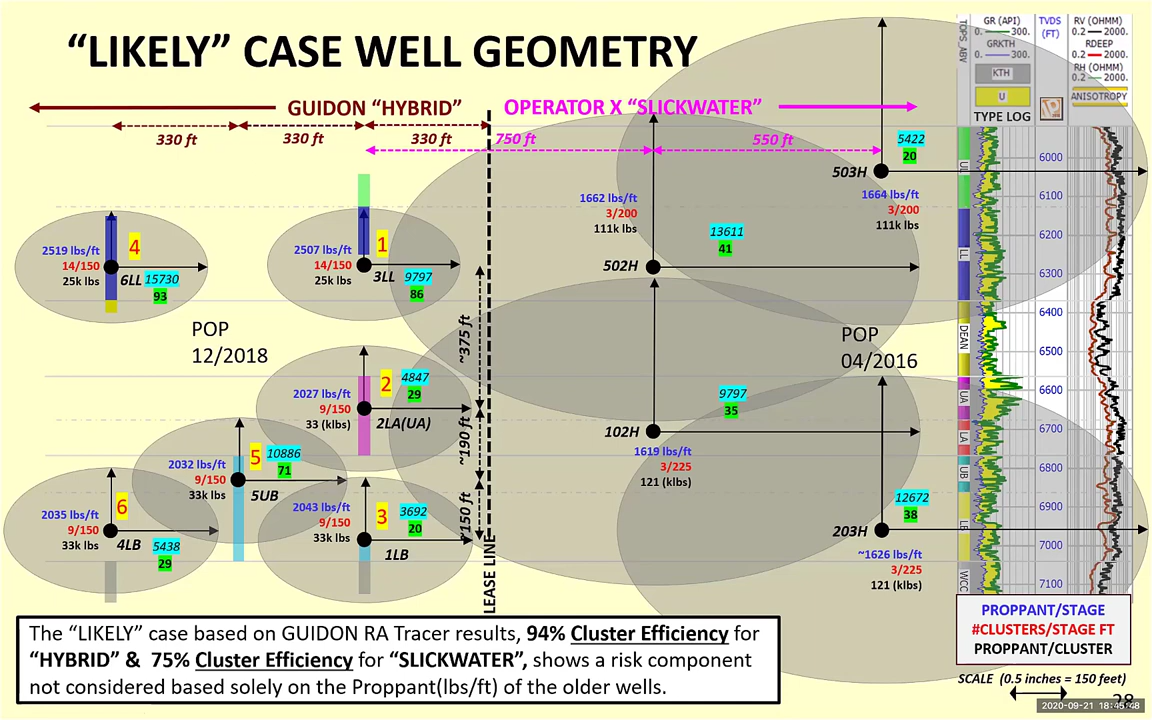 “LIKELY” CASE WELL GEOMETRY
GUIDON “HYBRID”
OPERATOR X “SLICKWATER”
330 ft
330 ft
330 ft
750 ft
550 ft
5422
20
503H
1662 lbs/ft
3/200
111k lbs
1664 lbs/ft
3/200
111k lbs
13611
41
502H
2519 lbs/ft
14/150
25k lbs
4
6LL
15730
93
2507 lbs/ft
14/150
25k lbs
1
3LL
9797
86
POP
12/2018
~375 ft
POP
04/2016
2027 lbs/ft
9/150
33 (klbs)
2
4847
29
2LA(UA)
9797
35
102H
1619 lbs/ft
3/225
121 (klbs)
~190 ft
2032 lbs/ft
9/150
33k lbs
5
10886
71
5UB
2035 lbs/ft
9/150
33k lbs
6
4LB
5438
29
2043 lbs/ft
9/150
33k lbs
3
3692
20
1LB
~150 ft
LEASE LINE
12672
38
203H
~1626 lbs/ft
3/225
121 (klbs)
TOPS_ABV
GR (API)
0. 300.
GRKTH
0. 300.
KTH
U
TYPE LOG
TVDS
(FT)
RV (OHMM)
0.2 2000.
RDEEP
0.2 2000.
RH (OHMM)
0.2 2000.
ANISOTROPY
UL
LL
DEAN
UA
LA
UB
LB
WCC
6000
6100
6200
6300
6400
6500
6600
6700
6800
6900
7000
7100
PROPPANT/STAGE
#CLUSTERS/STAGE FT
PROPPANT/CLUSTER
SCALE (0.5 inches = 150 feet)
The “LIKELY” case based on GUIDON RA Tracer results, 94% Cluster Efficiency for
“HYBRID” & 75% Cluster Efficiency for “SLICKWATER”, shows a risk component
not considered based solely on the Proppant(lbs/ft) of the older wells.
28
2020-09-21 18:45:48